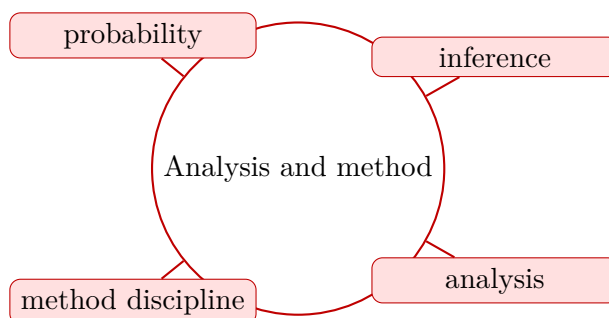 probability
inference
Analysis and method
analysis
method discipline